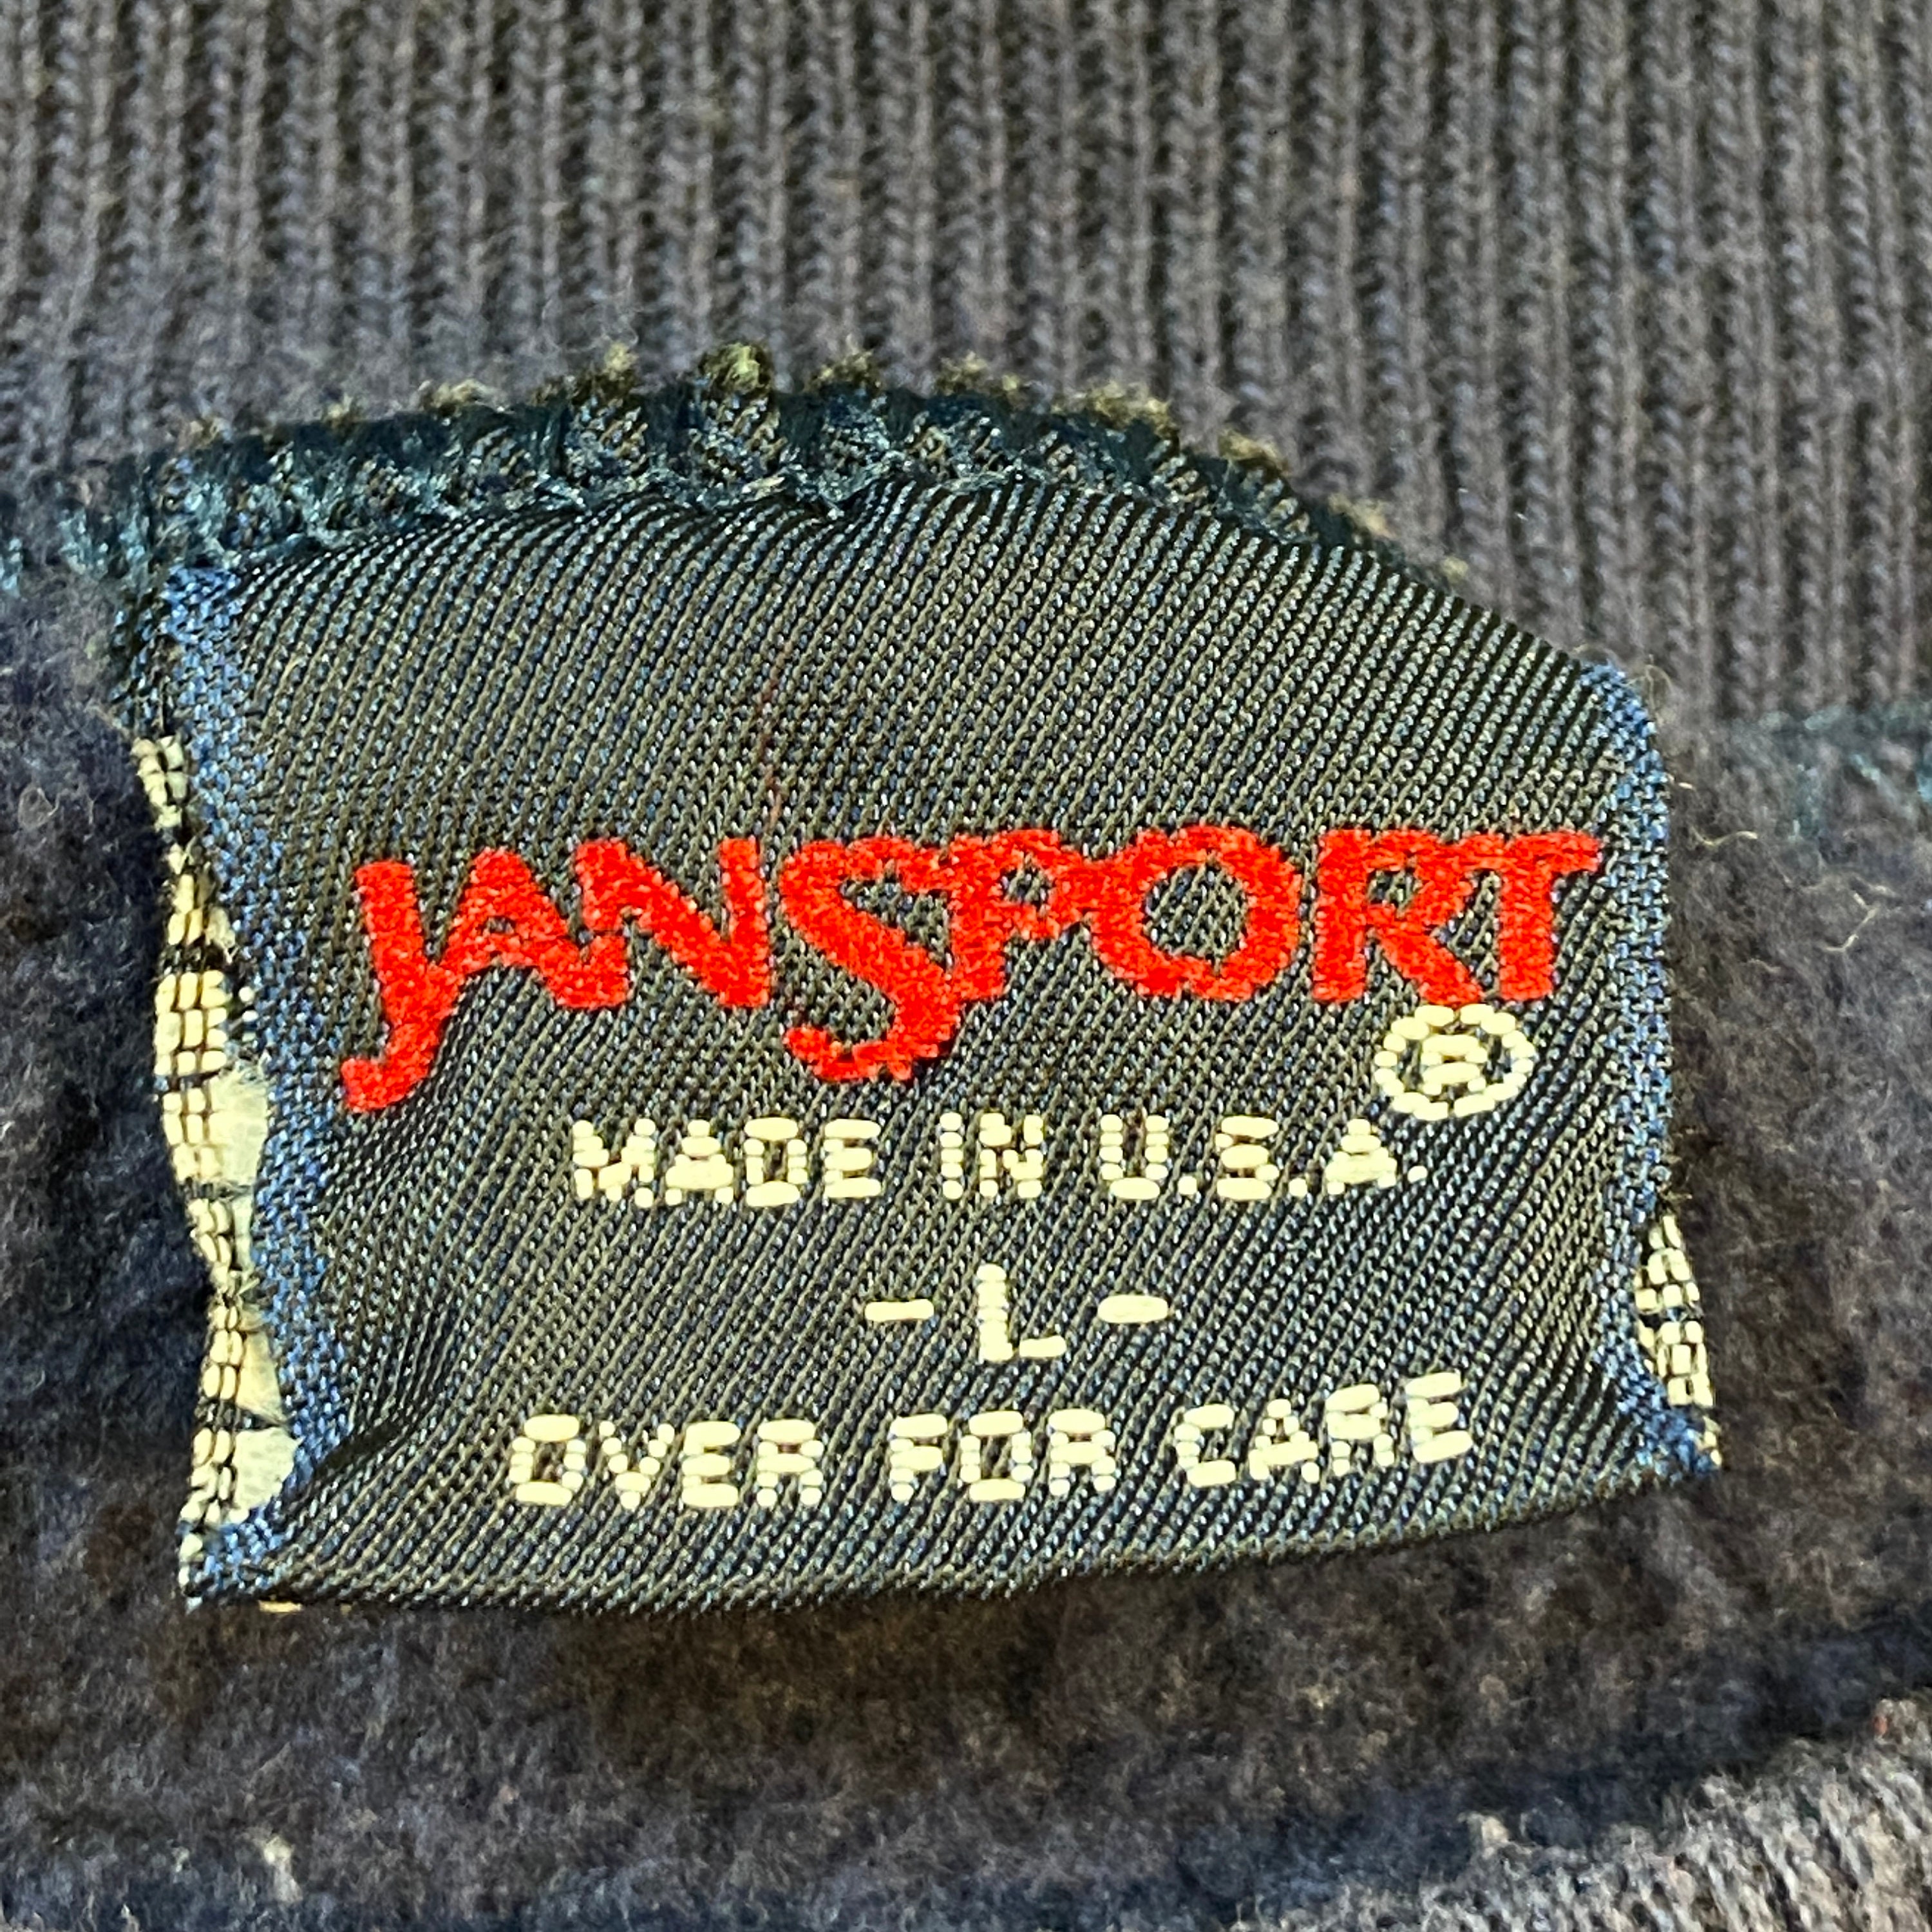 JANSPORT
®
MADE IN U.S.A.
- L -
OVER FOR CARE